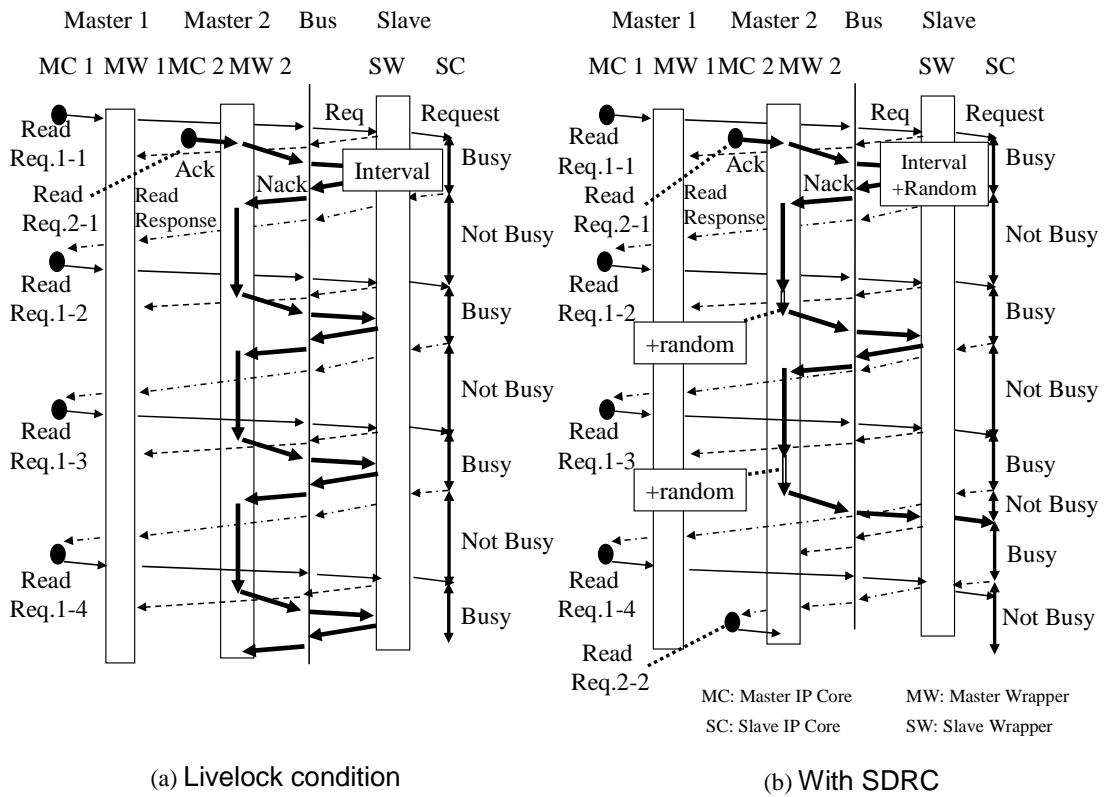 Master 1 Master 2 Bus Slave
MC 1 MW 1 MC 2 MW 2 SW SC
Req Request
Read
Req.1-1
Ack
Busy
Interval
Nack
Read
Req.2-1
Read
Response
Not Busy
Read
Req.1-2
Busy
Not Busy
Read
Req.1-3
Busy
Not Busy
Read
Req.1-4
Busy
(a) Livelock condition
Master 1 Master 2 Bus Slave
MC 1 MW 1 MC 2 MW 2 SW SC
Req Request
Read
Req.1-1
Ack
Busy
Interval
+Random
Nack
Read
Req.2-1
Read
Response
Not Busy
Read
Req.1-2
Busy
+random
Not Busy
Read
Req.1-3
Busy
+random
Not Busy
Busy
Read
Req.1-4
Not Busy
Read
Req.2-2
MC: Master IP Core MW: Master Wrapper
SC: Slave IP Core SW: Slave Wrapper
(b) With SDRC